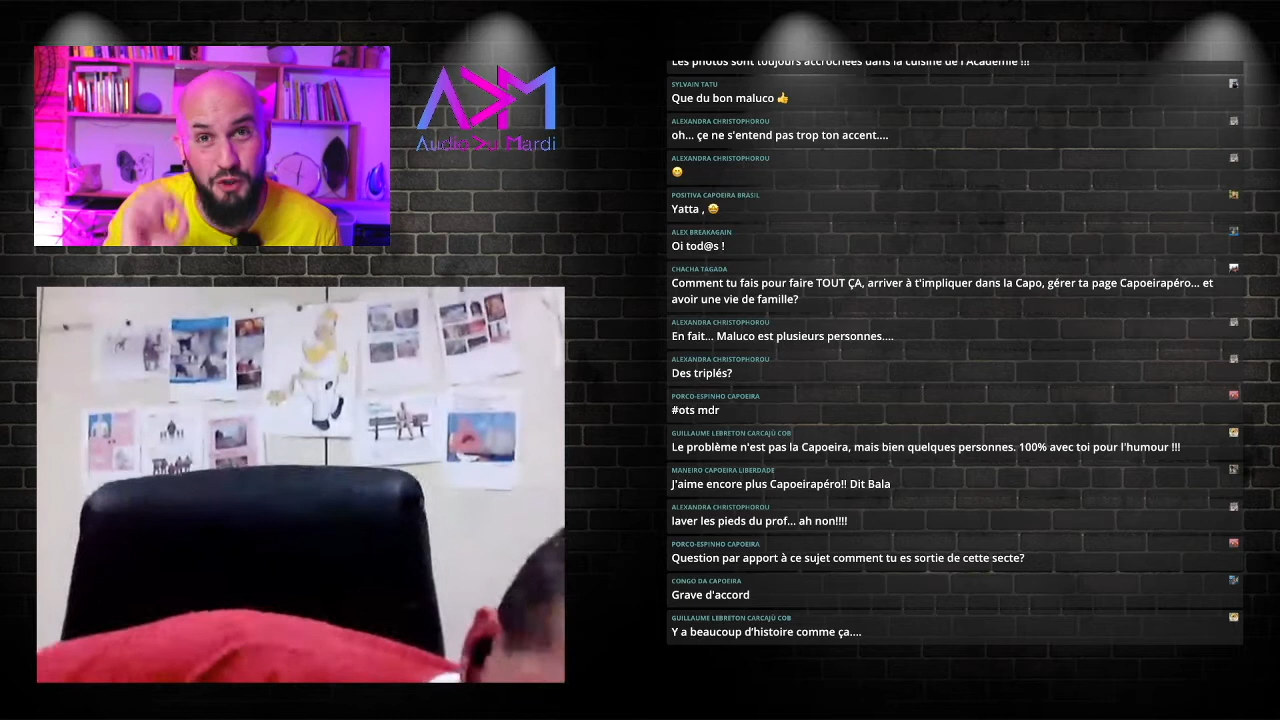 AudioDu Mardi
Les photos sont toujours accrochées dans la cuisine de l'Académie !!!
SYLVAIN TATU
Que du bon maluco 👍
ALEXANDRA CHRISTOPHOROU
oh... çe ne s'entend pas trop ton accent....
ALEXANDRA CHRISTOPHOROU
POSITIVA CAPOEIRA BRASIL
Yatta , 🤩
ALEX BREAKAGAIN
Oi tod@s !
CHACHA TAGADA
Comment tu fais pour faire TOUT ÇA, arriver à t'impliquer dans la Capo, gérer ta page Capoeirapéro... et
avoir une vie de famille?
ALEXANDRA CHRISTOPHOROU
En fait... Maluco est plusieurs personnes....
ALEXANDRA CHRISTOPHOROU
Des triplés?
PORCO-ESPINHO CAPOEIRA
#ots mdr
GUILLAUME LEBRETON CARCAJÙ COB
Le problème n'est pas la Capoeira, mais bien quelques personnes. 100% avec toi pour l'humour !!!
MANEIRO CAPOEIRA LIBERDADE
J'aime encore plus Capoeirapéro!! Dit Bala
ALEXANDRA CHRISTOPHOROU
laver les pieds du prof... ah non!!!!
PORCO-ESPINHO CAPOEIRA
Question par apport à ce sujet comment tu es sortie de cette secte?
CONGO DA CAPOEIRA
Grave d'accord
GUILLAUME LEBRETON CARCAJÙ COB
Y a beaucoup d'histoire comme ça....